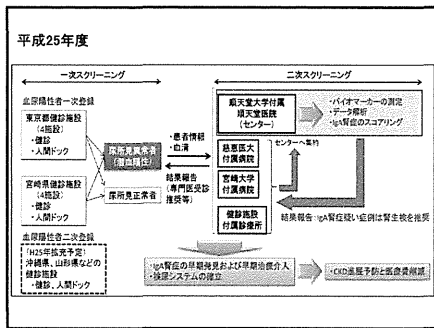 平成25年度
一次スクリーニング
二次スクリーニング
血尿陽性者一次登録
東京都健診施設
(4施設)
・健診
・人間ドック
宮崎県健診施設
(4施設)
・健診
・人間ドック
尿所見異常者
(潜血陽性)
尿所見正常者
・患者情報
・血清
結果報告
(専門医受診
推奨等)
順天堂大学付属
順天堂医院
(センター)
慈恵医大
付属病院
宮崎大学
付属病院
健診施設
付属診療所
センターへ集約
・バイオマーカーの測定
・データ解析
・IgA腎症のスコアリング
結果報告:IgA腎症疑い症例は腎生検を推奨
血尿陽性者二次登録
(H25年拡充予定)
沖縄県、山形県などの
健診施設
・健診、人間ドック
・IgA腎症の早期発見および早期治療介入
・検尿システムの確立
・CKD進展予防と医療費削減